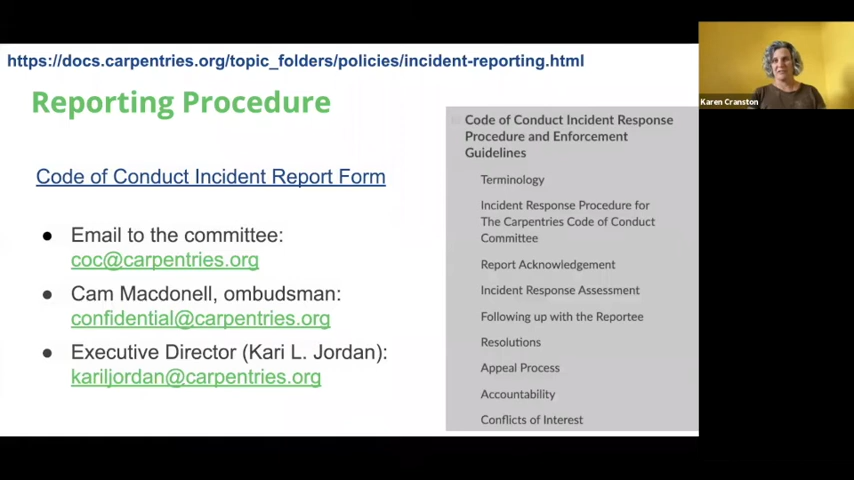 https://docs.carpentries.org/topic_folders/policies/incident-reporting.html
Reporting Procedure
Code of Conduct Incident Report Form
● Email to the committee:
coc@carpentries.org
● Cam Macdonell, ombudsman:
confidential@carpentries.org
● Executive Director (Kari L. Jordan):
kariljordan@carpentries.org
Code of Conduct Incident Response
Procedure and Enforcement
Guidelines
Terminology
Incident Response Procedure for
The Carpentries Code of Conduct
Committee
Report Acknowledgement
Incident Response Assessment
Following up with the Reportee
Resolutions
Appeal Process
Accountability
Conflicts of Interest
Karen Cranston